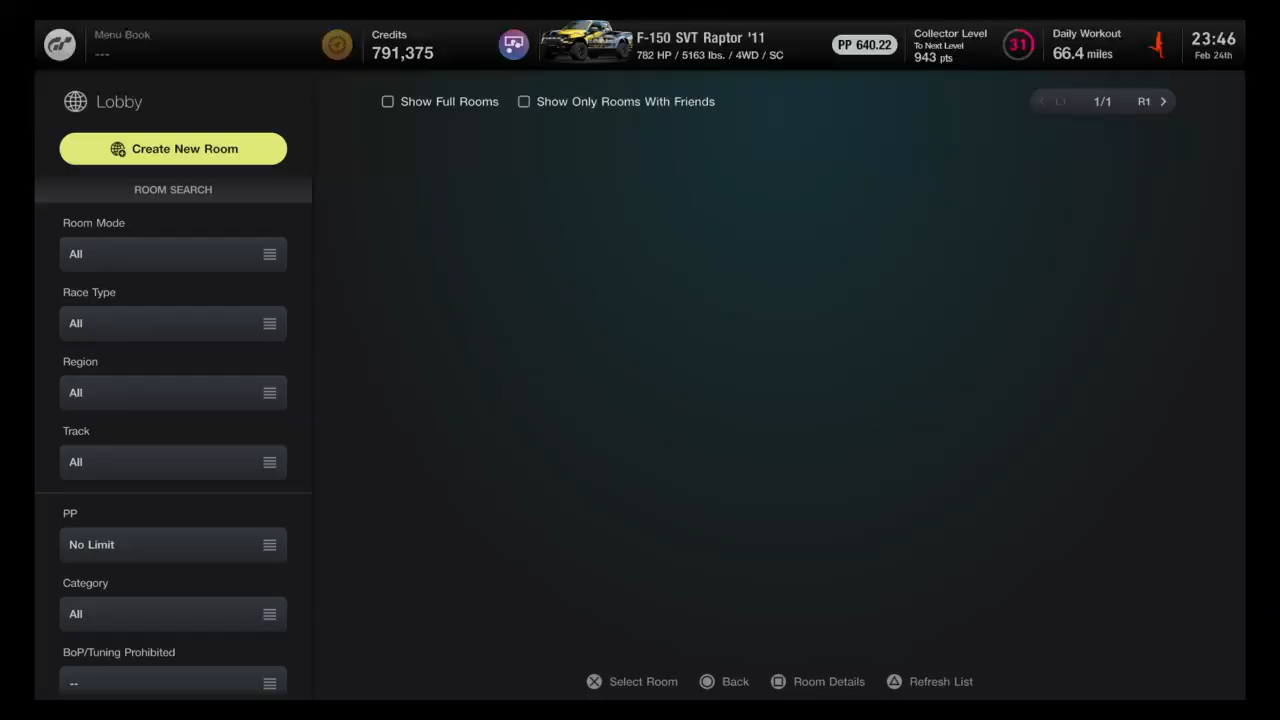 Menu Book
---
Credits
791,375
F-150 SVT Raptor '11
782 HP / 5163 lbs. / 4WD / SC
PP 640.22
Collector Level
To Next Level
943 pts
31
Daily Workout
66.4 miles
23:46
Feb 24th
Lobby
Show Full Rooms
Show Only Rooms With Friends
L1
1/1
R1
Create New Room
ROOM SEARCH
Room Mode
All
Race Type
All
Region
All
Track
All
PP
No Limit
Category
All
BoP/Tuning Prohibited
--
Select Room
Back
Room Details
Refresh List